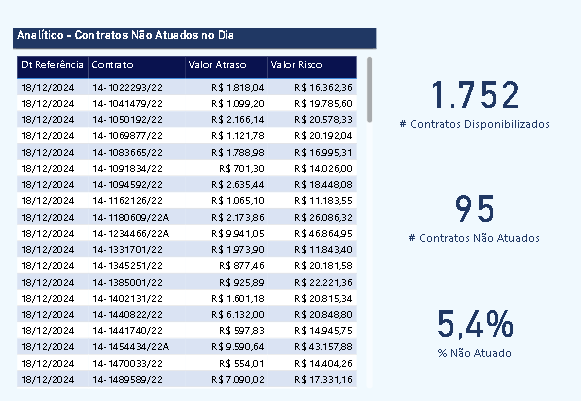 Analítico - Contratos Não Atuados no Dia
Dt Referência Contrato Valor Atraso Valor Risco
18/12/2024 14-1022293/22 R$ 1.818,04 R$ 16.362,36
18/12/2024 14-1041479/22 R$ 1.099,20 R$ 19.785,60
18/12/2024 14-1050192/22 R$ 2.166,14 R$ 20.578,33
18/12/2024 14-1069877/22 R$ 1.121,78 R$ 20.192,04
18/12/2024 14-1083665/22 R$ 1.788,98 R$ 16.995,31
18/12/2024 14-1091834/22 R$ 701,30 R$ 14.026,00
18/12/2024 14-1094592/22 R$ 2.635,44 R$ 18.448,08
18/12/2024 14-1162126/22 R$ 1.065,10 R$ 11.183,55
18/12/2024 14-1180609/22A R$ 2.173,86 R$ 26.086,32
18/12/2024 14-1234466/22A R$ 9.941,05 R$ 46.864,95
18/12/2024 14-1331701/22 R$ 1.973,90 R$ 11.843,40
18/12/2024 14-1345251/22 R$ 877,46 R$ 20.181,58
18/12/2024 14-1385001/22 R$ 925,89 R$ 22.221,36
18/12/2024 14-1402131/22 R$ 1.601,18 R$ 20.815,34
18/12/2024 14-1440822/22 R$ 6.132,00 R$ 20.848,80
18/12/2024 14-1441740/22 R$ 597,83 R$ 14.945,75
18/12/2024 14-1454434/22A R$ 9.590,64 R$ 43.157,88
18/12/2024 14-1470033/22 R$ 554,01 R$ 14.404,26
18/12/2024 14-1489589/22 R$ 7.090,02 R$ 17.331,16
1.752
# Contratos Disponibilizados
95
# Contratos Não Atuados
5,4%
% Não Atuado